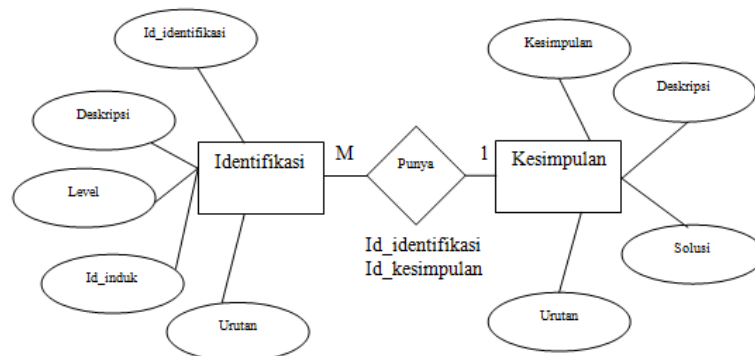 Id_identifikasi
Kesimpulan
Deskripsi
Deskripsi
Identifikasi
M
Punya
1
Kesimpulan
Level
Id_identifikasi
Id_kesimpulan
Solusi
Id_induk
Urutan
Urutan